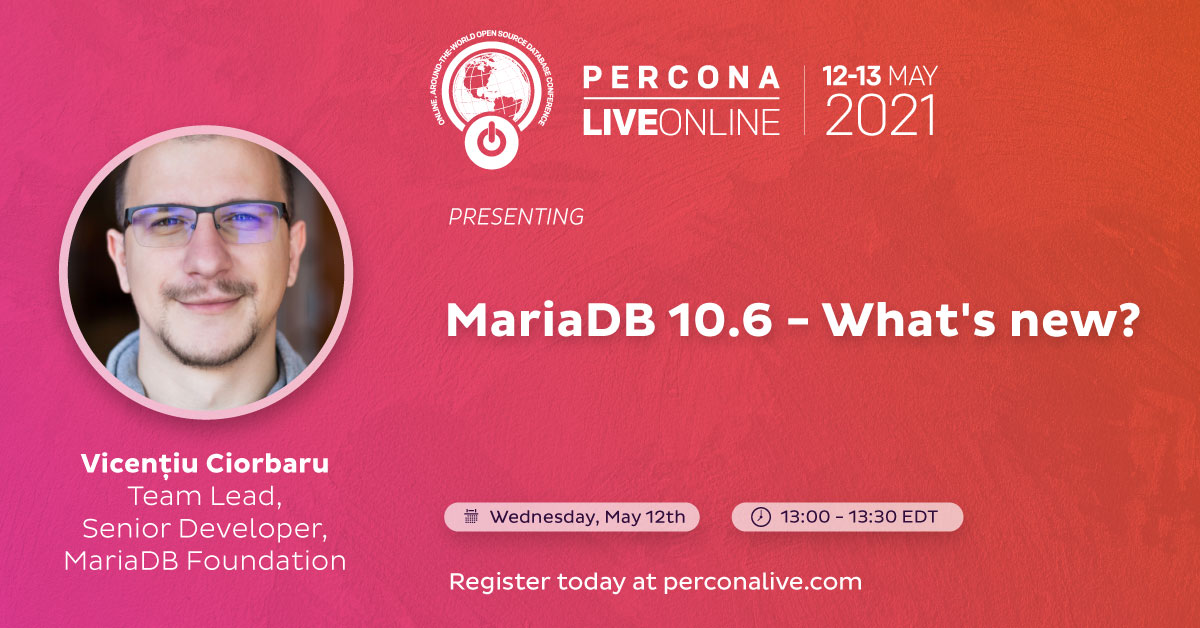 ONLINE, AROUND-THE-WORLD OPEN SOURCE DATABASE CONFERENCE
PERCONA
LIVEONLINE
12-13 MAY
2021
PRESENTING
MariaDB 10.6 - What's new?
Vicențiu Ciorbaru
Team Lead,
Senior Developer,
MariaDB Foundation
Wednesday, May 12th
13:00 - 13:30 EDT
Register today at perconalive.com